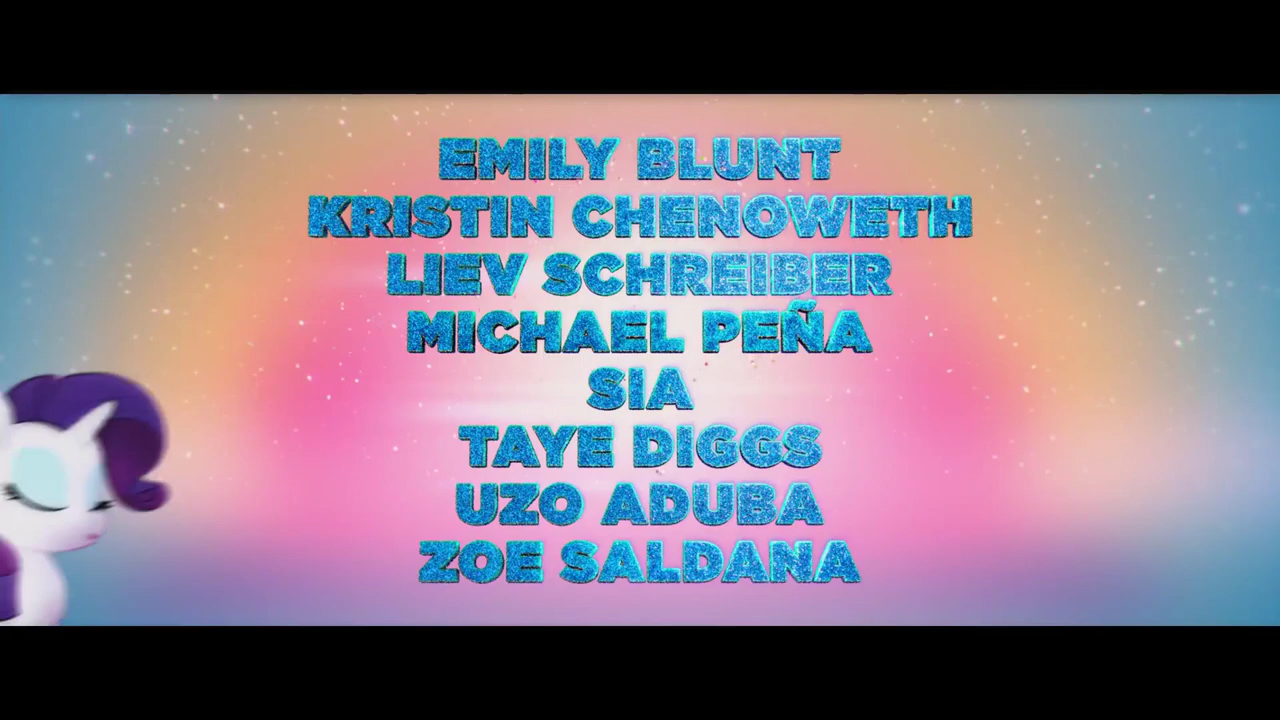 EMILY BLUNT
KRISTIN CHENOWETH
LIEV SCHREIBER
MICHAEL PEÑA
SIA
TAYE DIGGS
UZO ADUBA
ZOE SALDANA